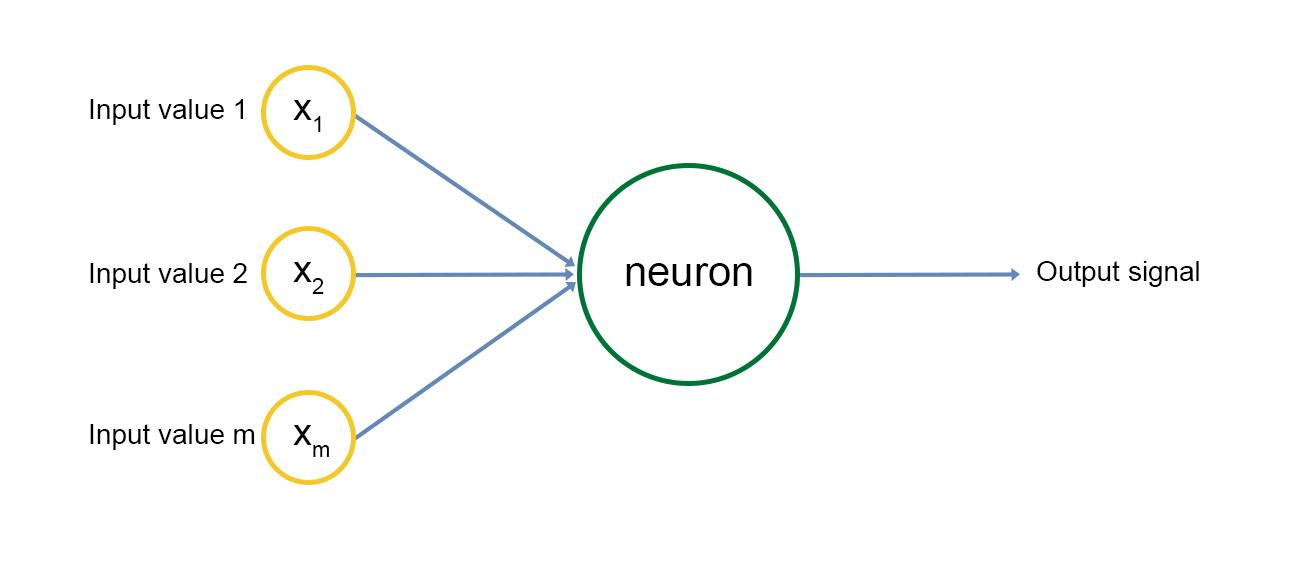 Input value 1
x₁
Input value 2
x₂
Input value m
xₘ
neuron
Output signal